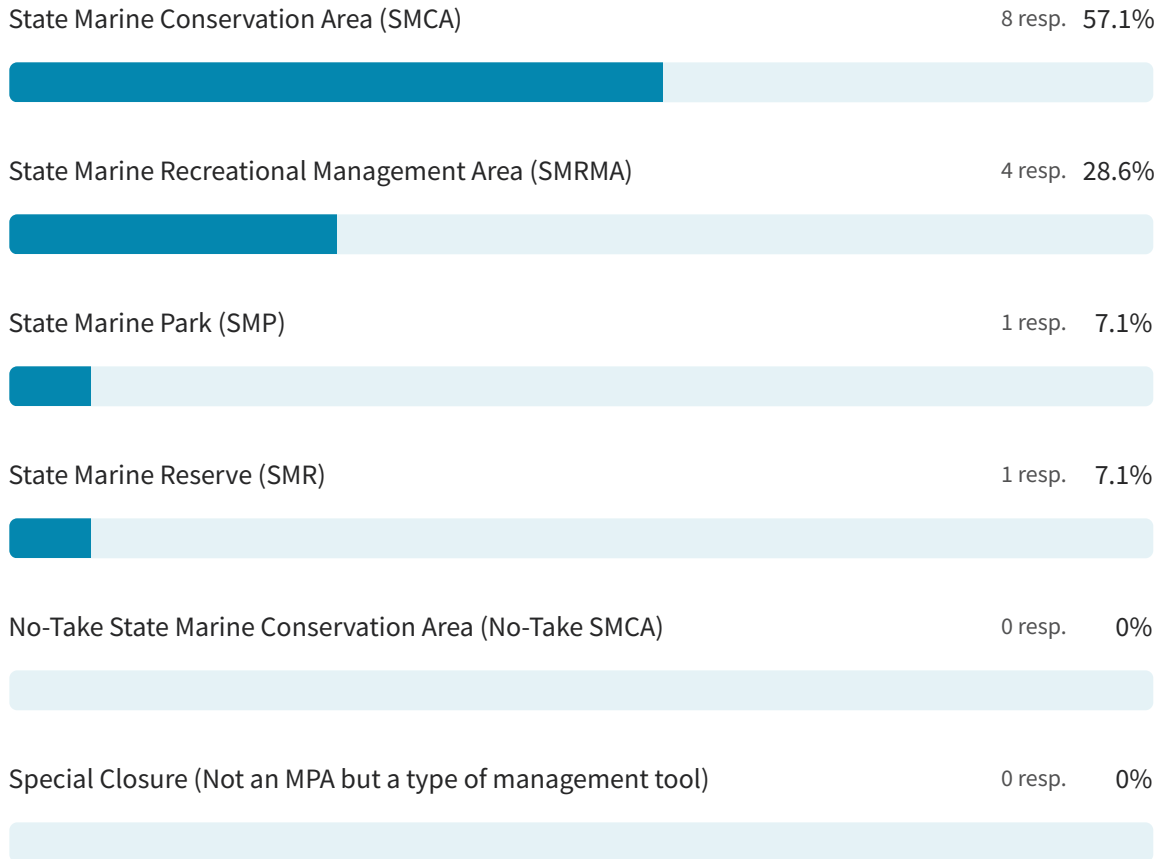 State Marine Conservation Area (SMCA) 8 resp. 57.1%
State Marine Recreational Management Area (SMRMA) 4 resp. 28.6%
State Marine Park (SMP) 1 resp. 7.1%
State Marine Reserve (SMR) 1 resp. 7.1%
No-Take State Marine Conservation Area (No-Take SMCA) 0 resp. 0%
Special Closure (Not an MPA but a type of management tool) 0 resp. 0%